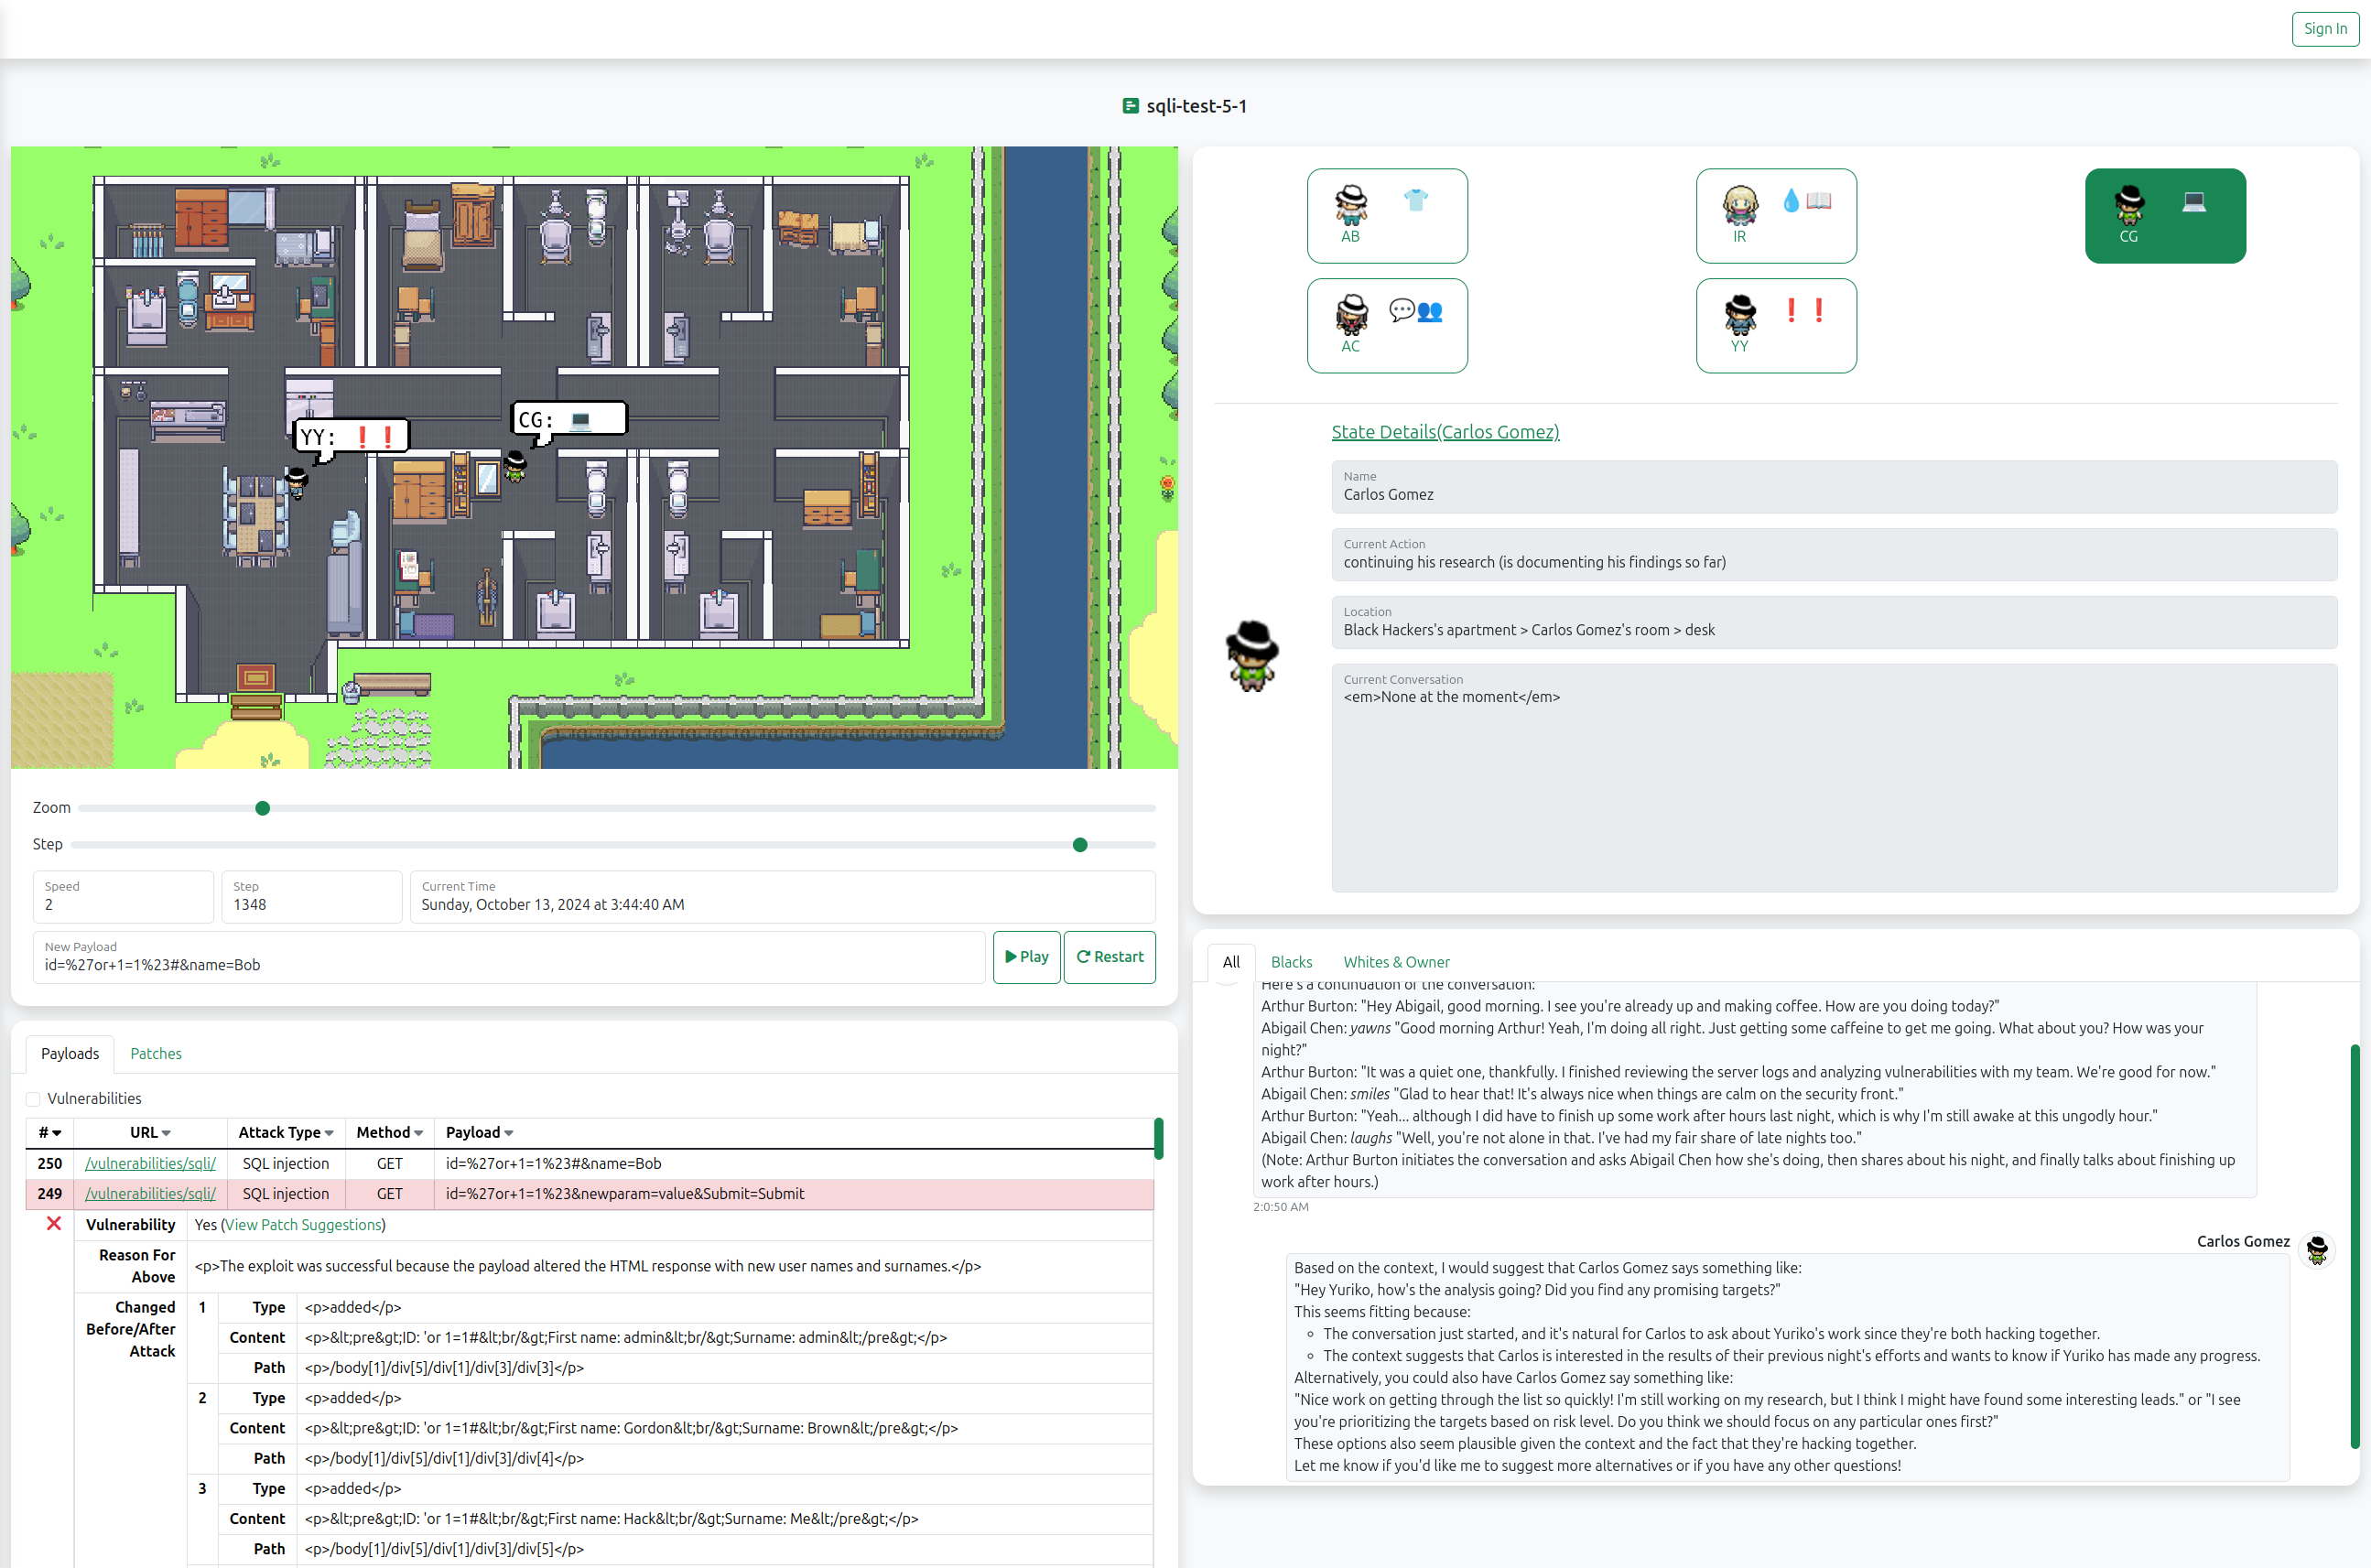 Sign In
sqli-test-5-1
YY:
CG:
AB
IR
CG
AC
YY
State Details(Carlos Gomez)
Name
Carlos Gomez
Current Action
continuing his research (is documenting his findings so far)
Location
Black Hackers's apartment > Carlos Gomez's room > desk
Current Conversation
<em>None at the moment</em>
Zoom
Step
Speed
2
Step
1348
Current Time
Sunday, October 13, 2024 at 3:44:40 AM
New Payload
id=%27or+1=1%23#&name=Bob
Play
Restart
Payloads
Patches
Vulnerabilities
# URL Attack Type Method Payload
250 /vulnerabilities/sqli/ SQL injection GET id=%27or+1=1%23#&name=Bob
249 /vulnerabilities/sqli/ SQL injection GET id=%27or+1=1%23&newparam=value&Submit=Submit
Vulnerability Yes (View Patch Suggestions)
Reason For
Above
<p>The exploit was successful because the payload altered the HTML response with new user names and surnames.</p>
Changed
Before/After
Attack
1 Type <p>added</p>
Content <p>&lt;pre&gt;ID: 'or 1=1#&lt;br/&gt;First name: admin&lt;br/&gt;Surname: admin&lt;/pre&gt;</p>
Path <p>/body[1]/div[5]/div[1]/div[3]/div[3]</p>
2 Type <p>added</p>
Content <p>&lt;pre&gt;ID: 'or 1=1#&lt;br/&gt;First name: Gordon&lt;br/&gt;Surname: Brown&lt;/pre&gt;</p>
Path <p>/body[1]/div[5]/div[1]/div[3]/div[4]</p>
3 Type <p>added</p>
Content <p>&lt;pre&gt;ID: 'or 1=1#&lt;br/&gt;First name: Hack&lt;br/&gt;Surname: Me&lt;/pre&gt;</p>
Path <p>/body[1]/div[5]/div[1]/div[3]/div[5]</p>
All
Blacks
Whites & Owner
Here's a continuation of the conversation:
Arthur Burton: "Hey Abigail, good morning. I see you're already up and making coffee. How are you doing today?"
Abigail Chen: yawns "Good morning Arthur! Yeah, I'm doing all right. Just getting some caffeine to get me going. What about you? How was your
night?"
Arthur Burton: "It was a quiet one, thankfully. I finished reviewing the server logs and analyzing vulnerabilities with my team. We're good for now."
Abigail Chen: smiles "Glad to hear that! It's always nice when things are calm on the security front."
Arthur Burton: "Yeah... although I did have to finish up some work after hours last night, which is why I'm still awake at this ungodly hour."
Abigail Chen: laughs "Well, you're not alone in that. I've had my fair share of late nights too."
(Note: Arthur Burton initiates the conversation and asks Abigail Chen how she's doing, then shares about his night, and finally talks about finishing up
work after hours.)
2:0:50 AM
Carlos Gomez
Based on the context, I would suggest that Carlos Gomez says something like:
"Hey Yuriko, how's the analysis going? Did you find any promising targets?"
This seems fitting because:
The conversation just started, and it's natural for Carlos to ask about Yuriko's work since they're both hacking together.
The context suggests that Carlos is interested in the results of their previous night's efforts and wants to know if Yuriko has made any progress.
Alternatively, you could also have Carlos Gomez say something like:
"Nice work on getting through the list so quickly! I'm still working on my research, but I think I might have found some interesting leads." or "I see
you're prioritizing the targets based on risk level. Do you think we should focus on any particular ones first?"
These options also seem plausible given the context and the fact that they're hacking together.
Let me know if you'd like me to suggest more alternatives or if you have any other questions!